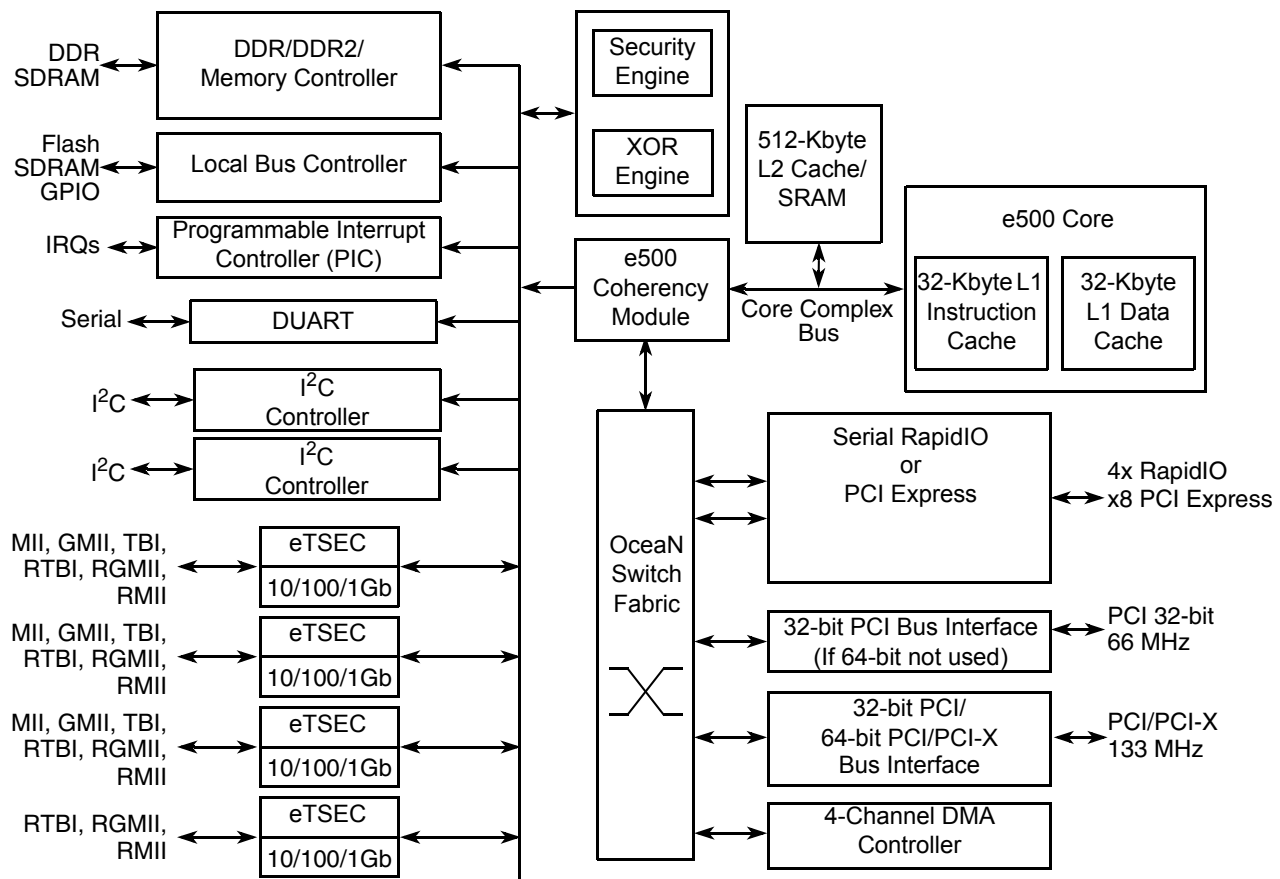 DDR
SDRAM
DDR/DDR2/
Memory Controller
Flash
SDRAM
GPIO
Local Bus Controller
IRQs
Programmable Interrupt
Controller (PIC)
Serial
DUART
I²C
I²C
Controller
I²C
I²C
Controller
MII, GMII, TBI,
RTBI, RGMII,
RMII
eTSEC
10/100/1Gb
MII, GMII, TBI,
RTBI, RGMII,
RMII
eTSEC
10/100/1Gb
MII, GMII, TBI,
RTBI, RGMII,
RMII
eTSEC
10/100/1Gb
RTBI, RGMII,
RMII
eTSEC
10/100/1Gb
Security
Engine
XOR
Engine
e500
Coherency
Module
512-Kbyte
L2 Cache/
SRAM
Core Complex
Bus
e500 Core
32-Kbyte L1
Instruction
Cache
32-Kbyte
L1 Data
Cache
OceaN
Switch
Fabric
Serial RapidIO
or
PCI Express
4x RapidIO
x8 PCI Express
32-bit PCI Bus Interface
(If 64-bit not used)
PCI 32-bit
66 MHz
32-bit PCI/
64-bit PCI/PCI-X
Bus Interface
PCI/PCI-X
133 MHz
4-Channel DMA
Controller